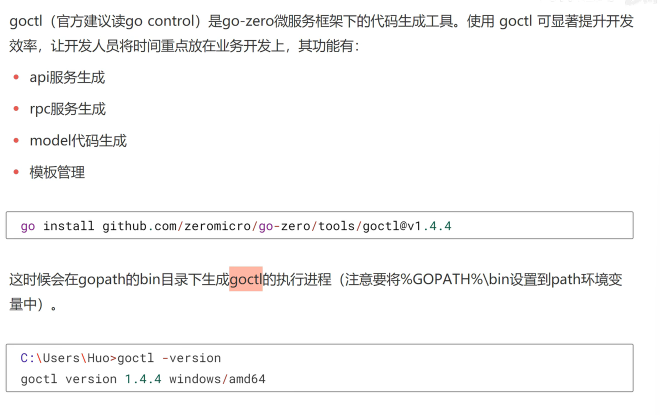 goctl（官方建议读go control）是go-zero微服务框架下的代码生成工具。使用 goctl 可显著提升开发
效率，让开发人员将时间重点放在业务开发上，其功能有：
api服务生成
rpc服务生成
model代码生成
模板管理
go install github.com/zeromicro/go-zero/tools/goctl@v1.4.4
这时候会在gopath的bin目录下生成goctl的执行进程（注意要将%GOPATH%\bin设置到path环境变
量中）。
C:\Users\Huo>goctl -version
goctl version 1.4.4 windows/amd64